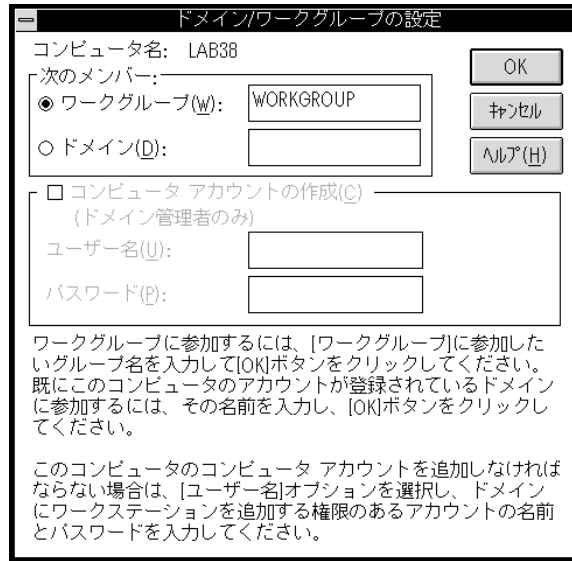 ドメイン/ワークグループの設定
コンピュータ名: LAB38
次のメンバー:
ワークグループ(W): WORKGROUP
ドメイン(D):
OK
キャンセル
ヘルプ(H)
コンピュータ アカウントの作成(C)
(ドメイン管理者のみ)
ユーザー名(U):
パスワード(P):
ワークグループに参加するには、[ワークグループ]に参加した
いグループ名を入力して[OK]ボタンをクリックしてください。
既にこのコンピュータのアカウントが登録されているドメイン
に参加するには、その名前を入力し、[OK]ボタンをクリックし
てください。
このコンピュータのコンピュータ アカウントを追加しなければ
ならない場合は、[ユーザー名]オプションを選択し、ドメイン
にワークステーションを追加する権限のあるアカウントの名前
とパスワードを入力してください。